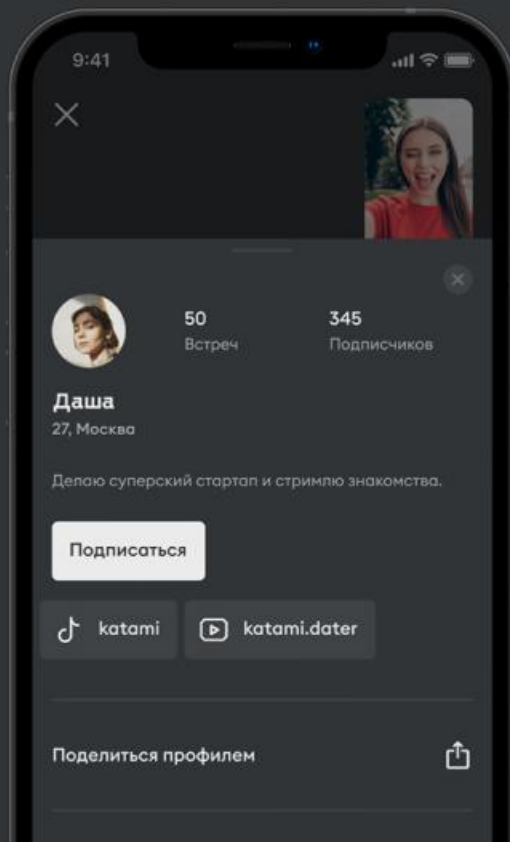 9:41
50
Встреч
345
Подписчиков
Даша
27, Москва
Делаю суперский стартап и стримлю знакомства.
Подписаться
katami
katami.dater
Поделиться профилем